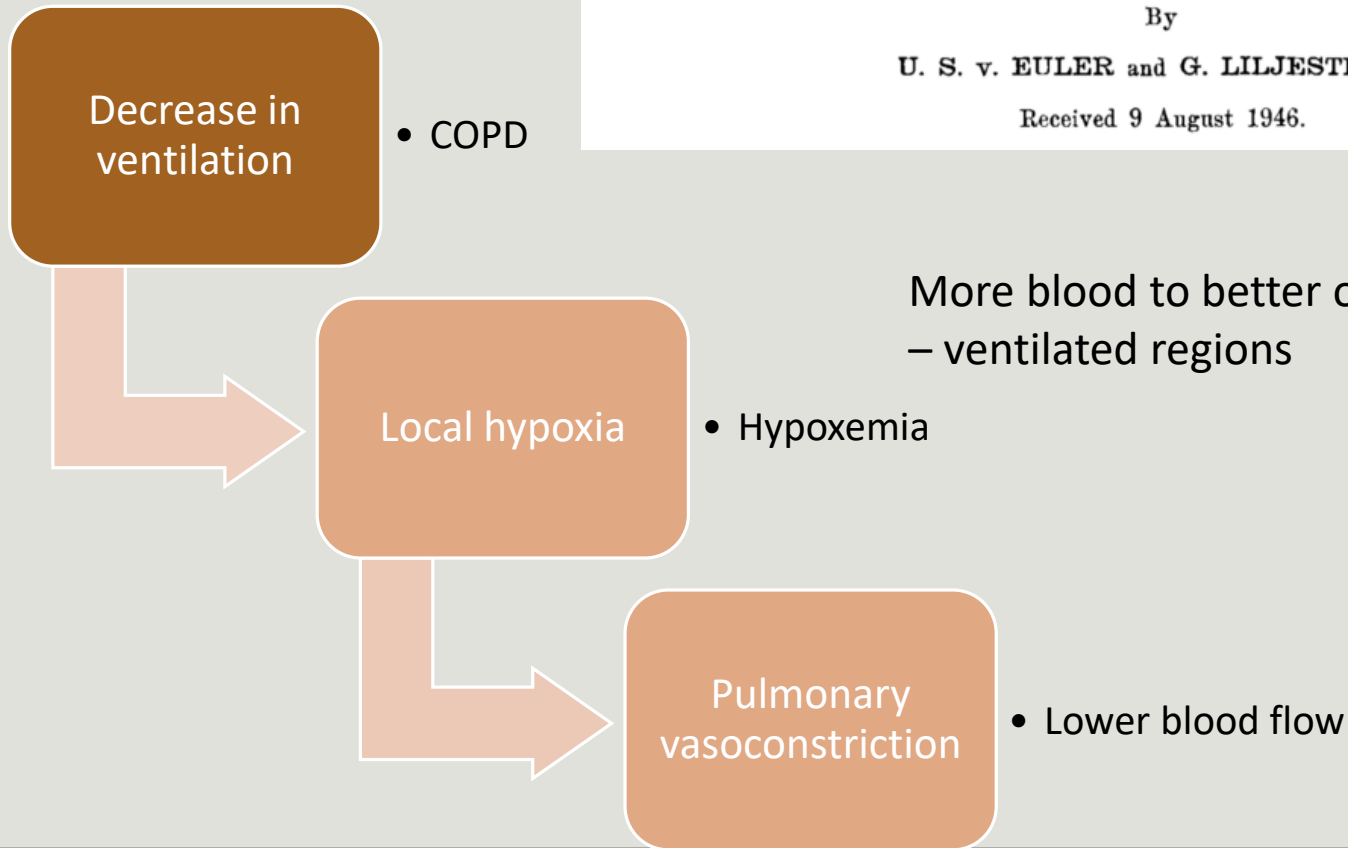 By
U. S. v. EULER and G.
Received 9 August 1946.
Decrease in
ventilation
• COPD
More blood to better
– ventilated regions
Local hypoxia
• Hypoxemia
Pulmonary
vasoconstriction
• Lower blood flow